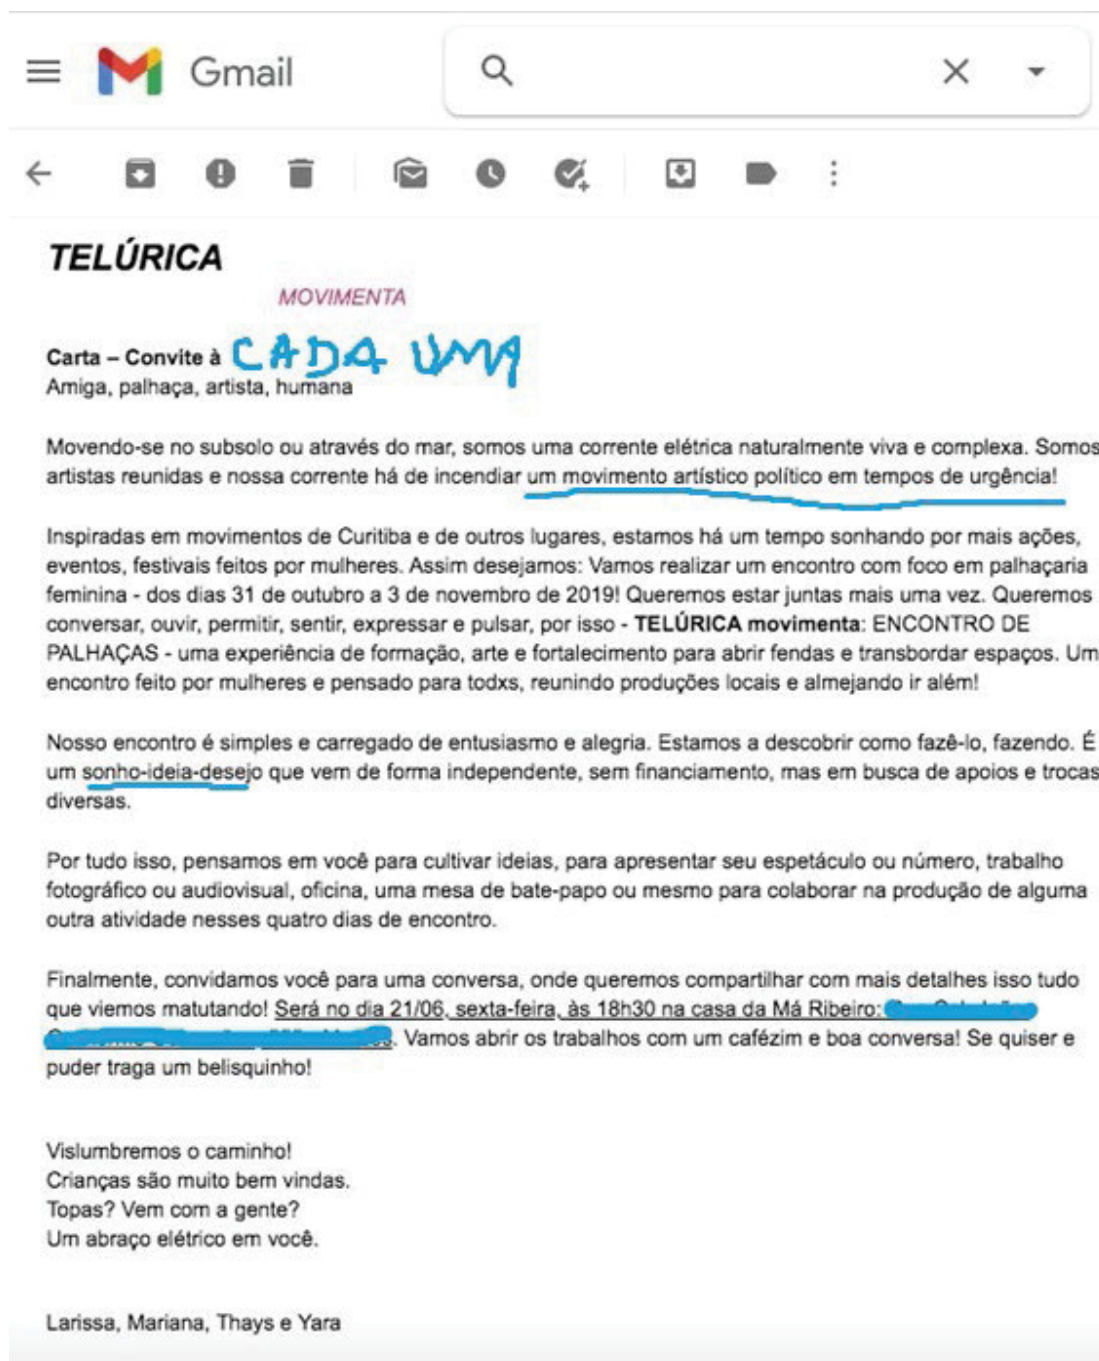 Gmail
TELÚRICA
MOVIMENTA
Carta – Convite à CADA UMA
Amiga, palhaça, artista, humana
Movendo-se no subsolo ou através do mar, somos uma corrente elétrica naturalmente viva e complexa. Somos
artistas reunidas e nossa corrente há de incendiar um movimento artístico político em tempos de urgência!
Inspiradas em movimentos de Curitiba e de outros lugares, estamos há um tempo sonhando por mais ações,
eventos, festivais feitos por mulheres. Assim desejamos: Vamos realizar um encontro com foco em palhaçaria
feminina - dos dias 31 de outubro a 3 de novembro de 2019! Queremos estar juntas mais uma vez. Queremos
conversar, ouvir, permitir, sentir, expressar e pulsar, por isso - TELÚRICA movimenta: ENCONTRO DE
PALHAÇAS - uma experiência de formação, arte e fortalecimento para abrir fendas e transbordar espaços. Um
encontro feito por mulheres e pensado para todxs, reunindo produções locais e almejando ir além!
Nosso encontro é simples e carregado de entusiasmo e alegria. Estamos a descobrir como fazê-lo, fazendo. É
um sonho-ideia-desejo que vem de forma independente, sem financiamento, mas em busca de apoios e trocas
diversas.
Por tudo isso, pensamos em você para cultivar ideias, para apresentar seu espetáculo ou número, trabalho
fotográfico ou audiovisual, oficina, uma mesa de bate-papo ou mesmo para colaborar na produção de alguma
outra atividade nesses quatro dias de encontro.
Finalmente, convidamos você para uma conversa, onde queremos compartilhar com mais detalhes isso tudo
que viemos matutando! Será no dia 21/06, sexta-feira, às 18h30 na casa da Má Ribeiro:
. Vamos abrir os trabalhos com um cafézim e boa conversa! Se quiser e
puder traga um belisquinho!
Vislumbremos o caminho!
Crianças são muito bem vindas.
Topas? Vem com a gente?
Um abraço elétrico em você.
Larissa, Mariana, Thays e Yara